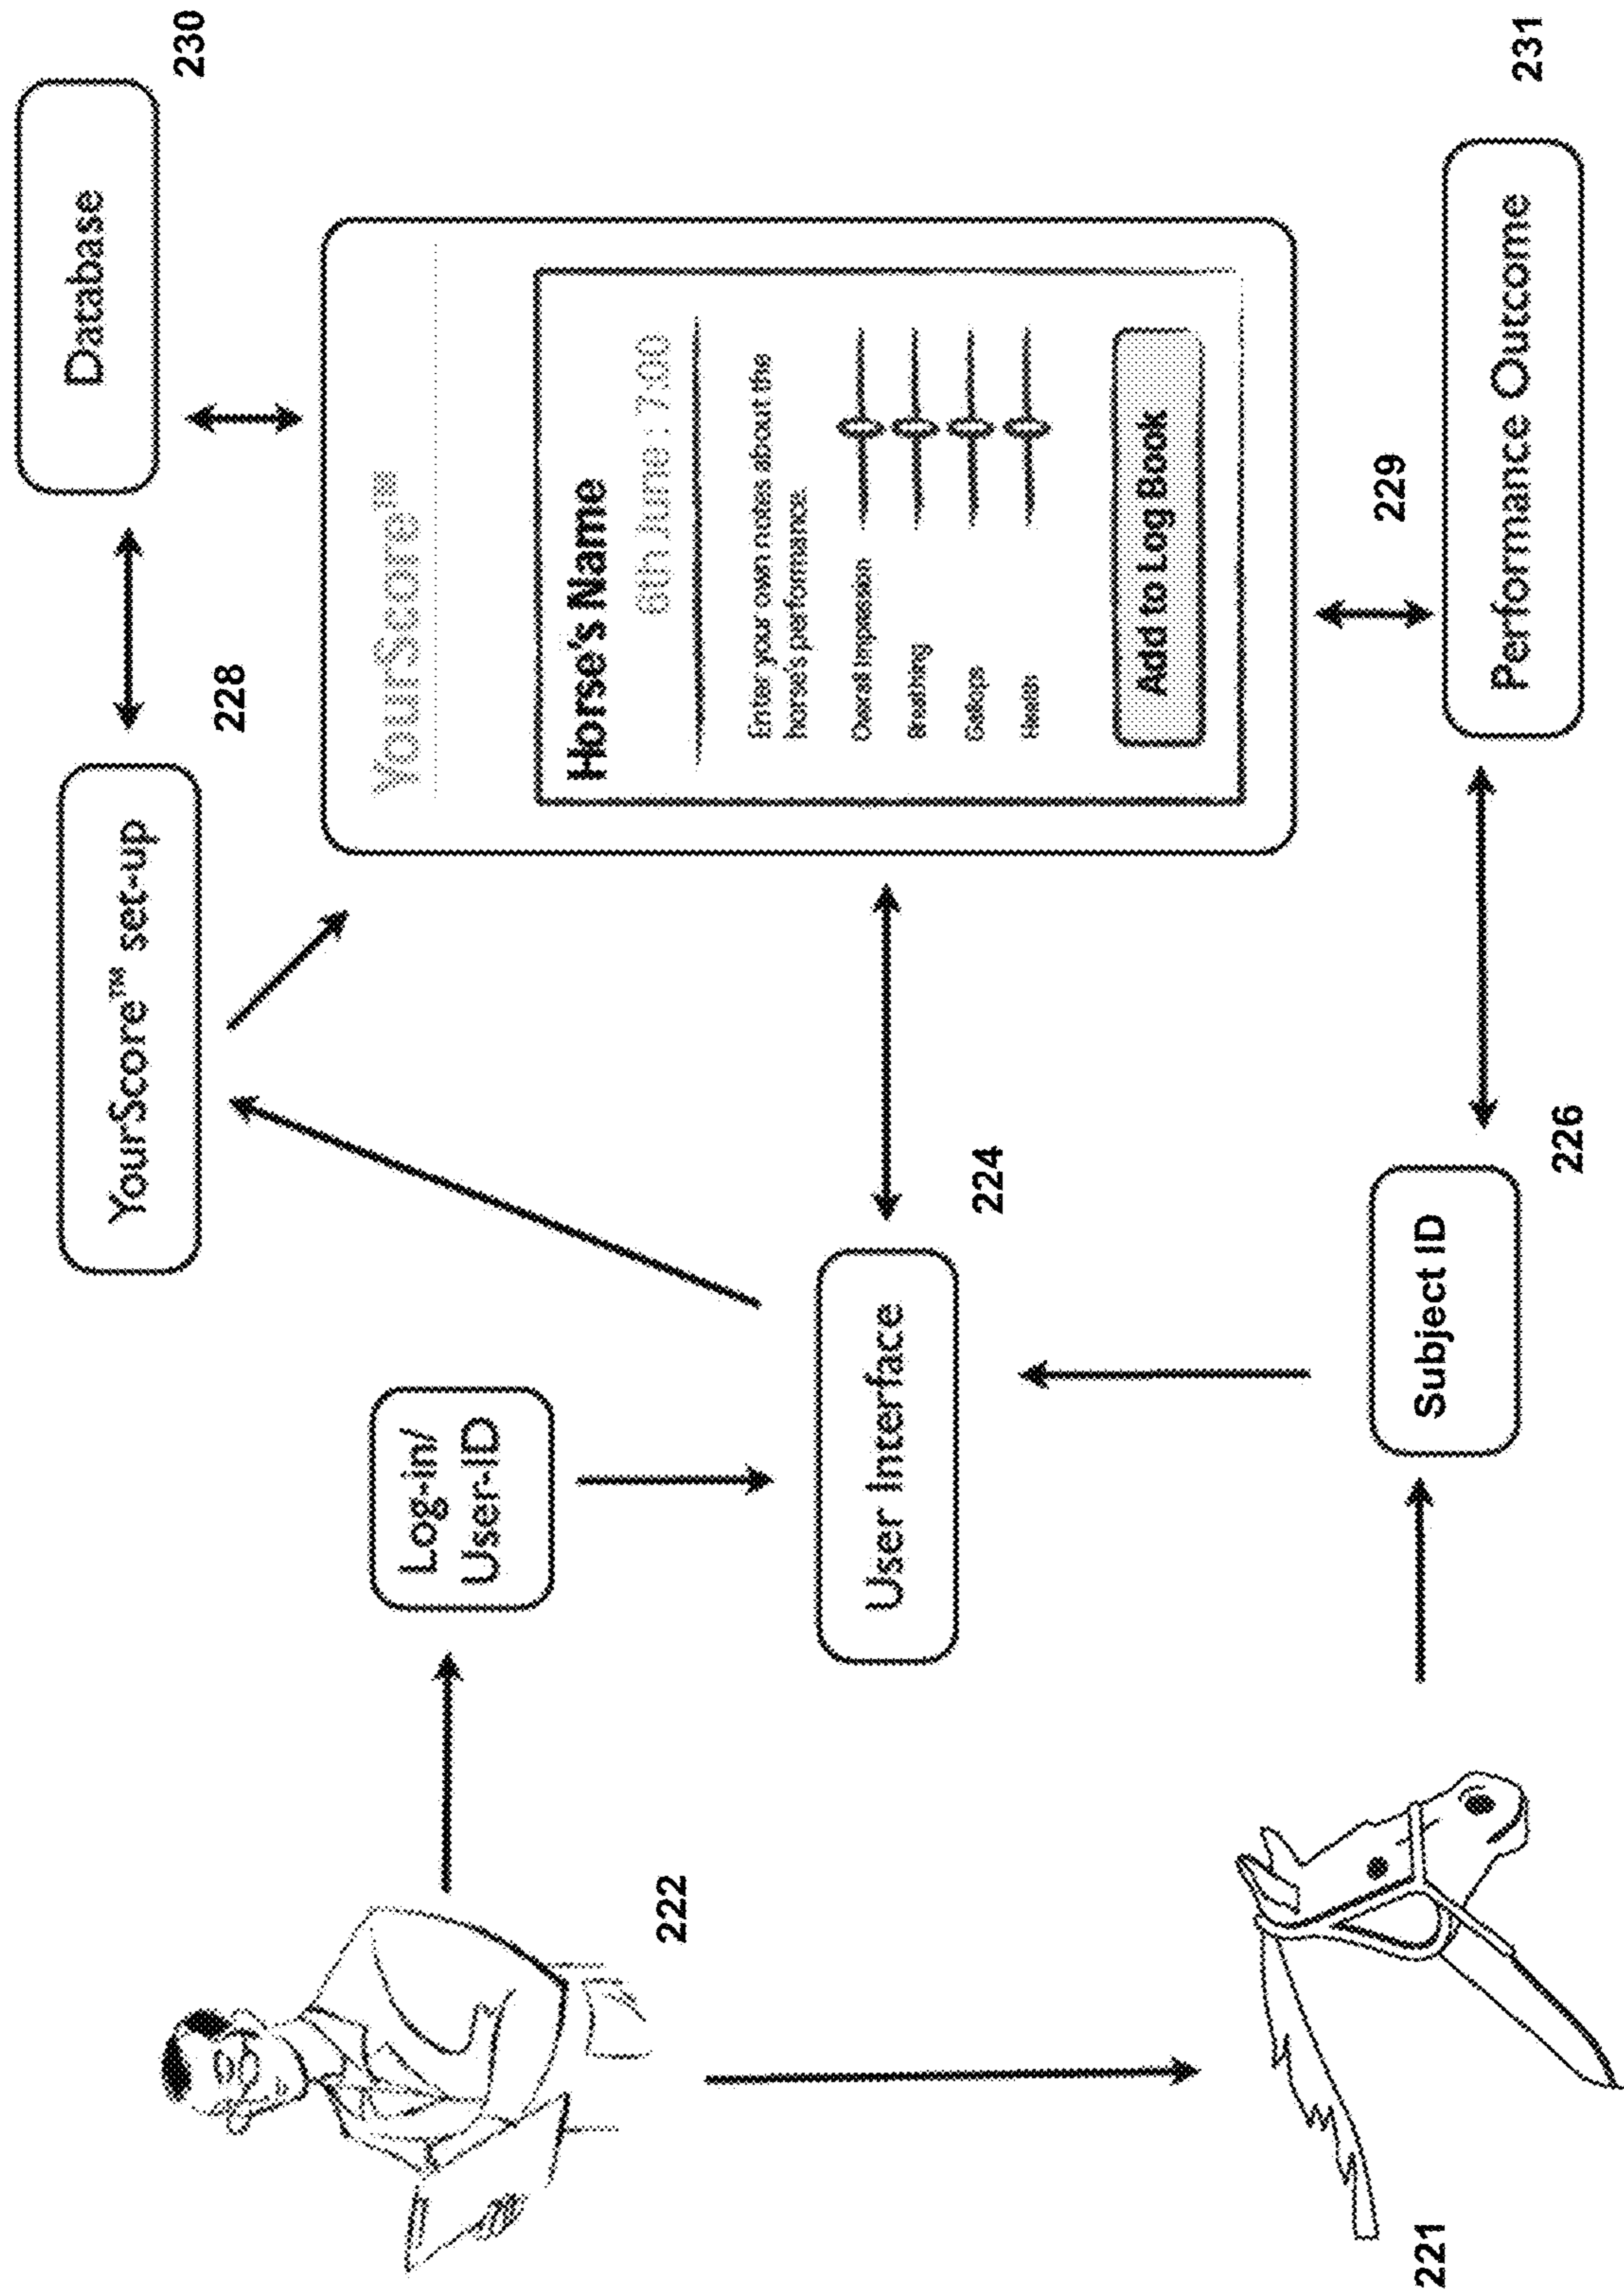 Database
230
YourScore™ set-up
228
Log-in/
User-ID
222
YourScore™
Horse's Name
6th June : 7:00
Enter your own notes about the
horse's performance.
Overall Impression
Breathing
Gallops
Add to Log Book
User Interface
224
229
Subject ID
226
Performance Outcome
231
221